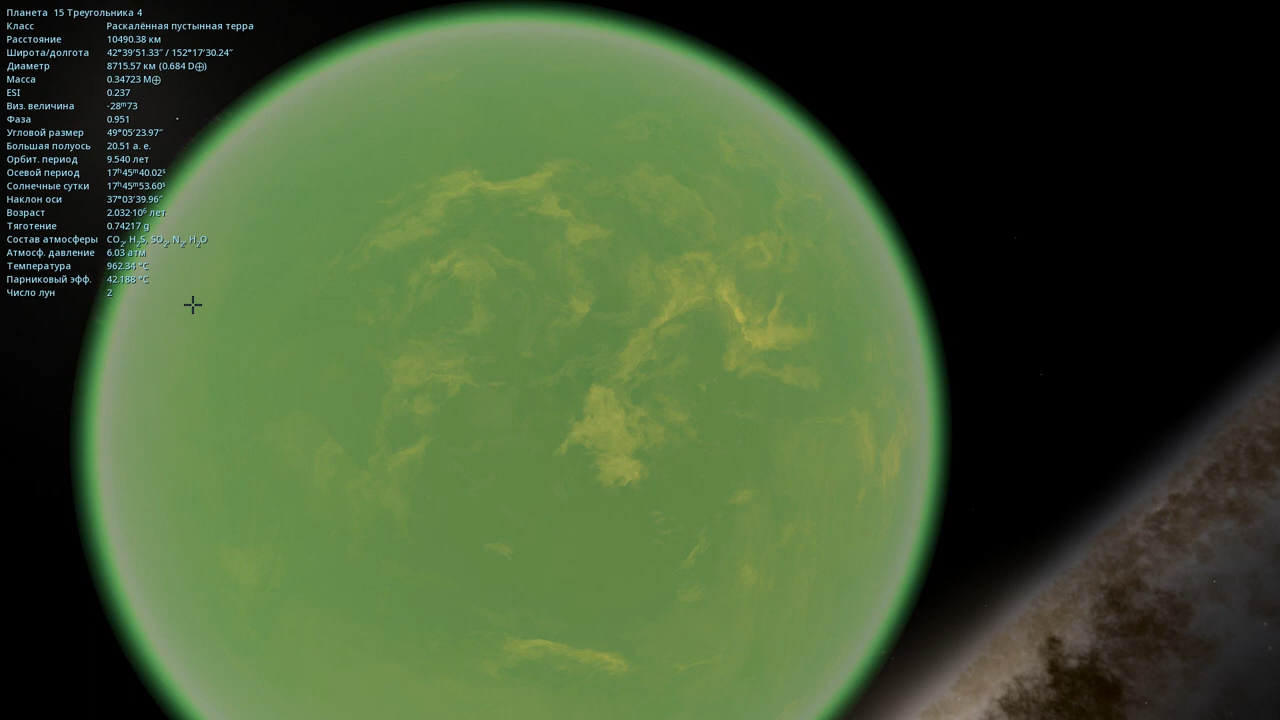 Планета 15 Треугольника 4
Класс Раскалённая пустынная терра
Расстояние 10490.38 км
Широта/долгота 42°39′51.33″ / 152°17′30.24″
Диаметр 8715.57 км (0.684 D⊕)
Масса 0.34723 M⊕
ESI 0.237
Виз. величина -28ᵐ73
Фаза 0.951
Угловой размер 49°05′23.97″
Большая полуось 20.51 а. е.
Орбит. период 9.540 лет
Осевой период 17ʰ45ᵐ40.02ˢ
Солнечные сутки 17ʰ45ᵐ53.60ˢ
Наклон оси 37°03′39.96″
Возраст 2.032·10⁶ лет
Тяготение 0.74217 g
Состав атмосферы CO₂, H₂S, SO₂, N₂, H₂O
Атмосф. давление 6.03 атм
Температура 962.34 °C
Парниковый эфф. 42.188 °C
Число лун 2